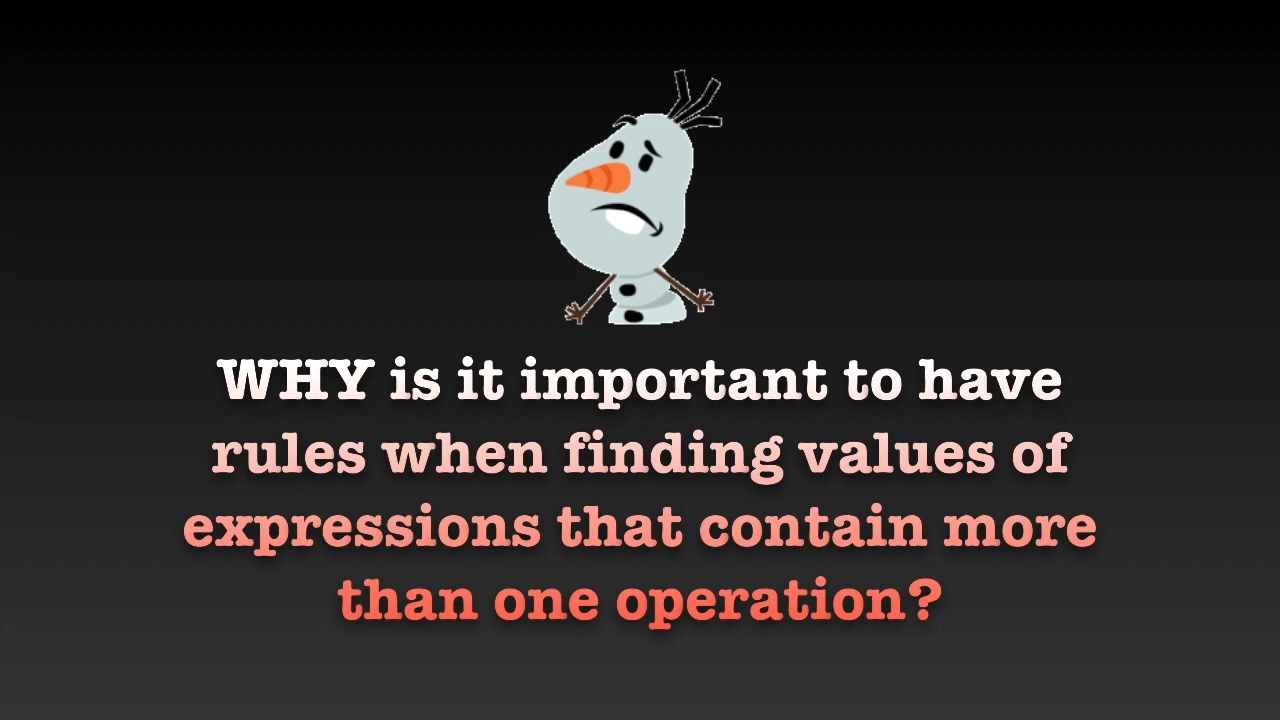 WHY is it important to have
rules when finding values of
expressions that contain more
than one operation?